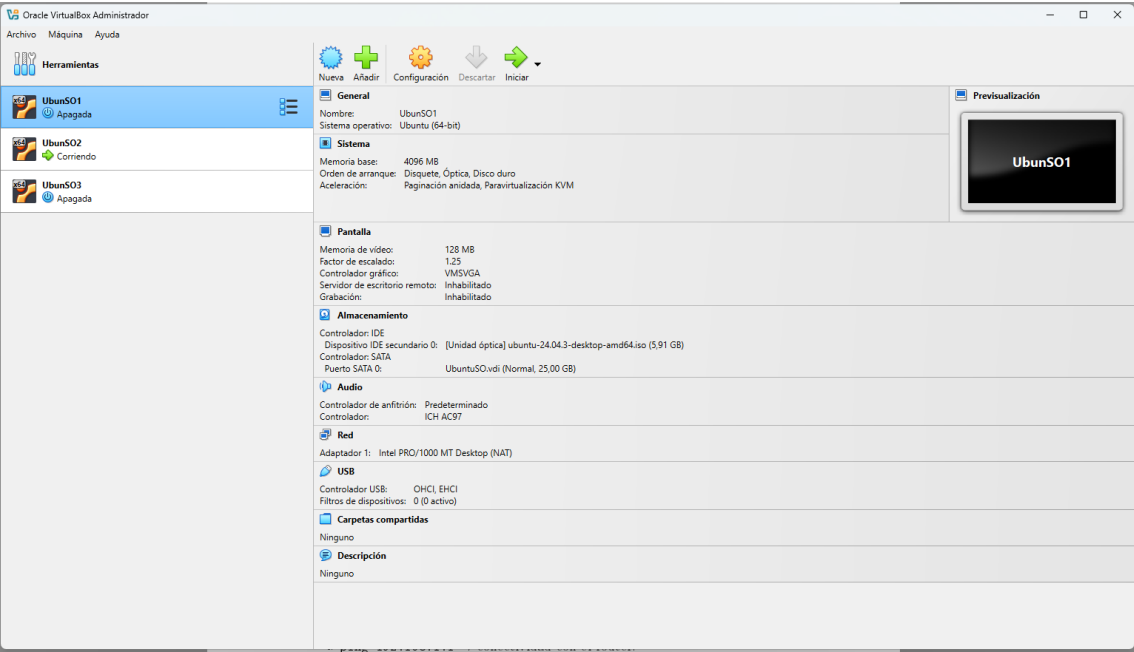 Oracle VirtualBox Administrador
Archivo Máquina Ayuda
Herramientas
Nueva Añadir Configuración Descartar Iniciar
x64 UbunSO1
Apagada
x64 UbunSO2
Corriendo
x64 UbunSO3
Apagada
General
Nombre: UbunSO1
Sistema operativo: Ubuntu (64-bit)
Previsualización
UbunSO1
Sistema
Memoria base: 4096 MB
Orden de arranque: Disquete, Óptica, Disco duro
Aceleración: Paginación anidada, Paravirtualización KVM
Pantalla
Memoria de vídeo: 128 MB
Factor de escalado: 1.25
Controlador gráfico: VMSVGA
Servidor de escritorio remoto: Inhabilitado
Grabación: Inhabilitado
Almacenamiento
Controlador: IDE
Dispositivo IDE secundario 0: [Unidad óptica] ubuntu-24.04.3-desktop-amd64.iso (5,91 GB)
Controlador: SATA
Puerto SATA 0: UbuntuSO.vdi (Normal, 25,00 GB)
Audio
Controlador de anfitrión: Predeterminado
Controlador: ICH AC97
Red
Adaptador 1: Intel PRO/1000 MT Desktop (NAT)
USB
Controlador USB: OHCI, EHCI
Filtros de dispositivos: 0 (0 activo)
Carpetas compartidas
Ninguno
Descripción
Ninguno